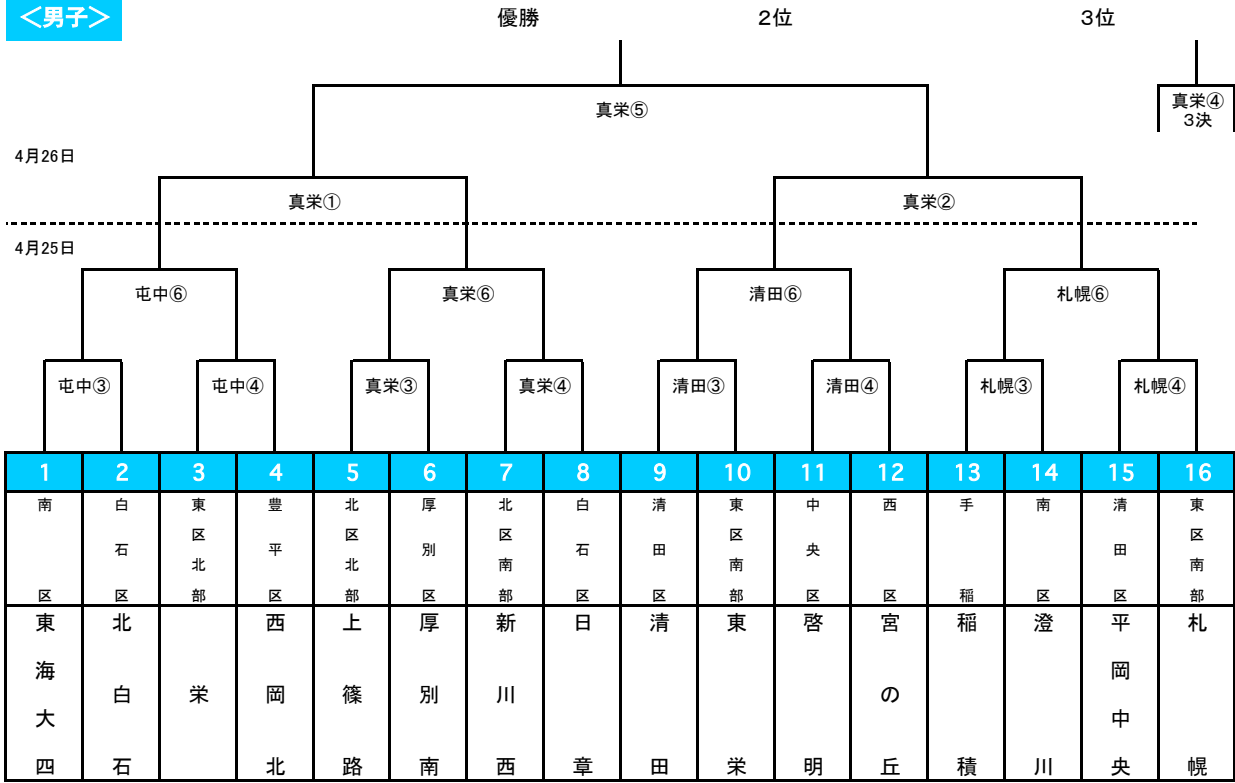 <男子>
優勝 2位 3位
真栄⑤
真栄④
3決
4月26日
真栄① 真栄②
4月25日
屯中⑥ 真栄⑥ 清田⑥ 札幌⑥
屯中③ 屯中④ 真栄③ 真栄④ 清田③ 清田④ 札幌③ 札幌④
1 2 3 4 5 6 7 8 9 10 11 12 13 14 15 16
南区 白石区 東区北部 豊平区 北区北部 厚別区 北区南部 白石区 清田区 東区南部 中央区 西区 手稲 南区 清田区 東区南部
東海大四 北白石 栄 西岡北 上篠路 厚別南 新川西 日章 清田 東栄 啓明 宮の丘 稲積 澄川 平岡中央 札幌